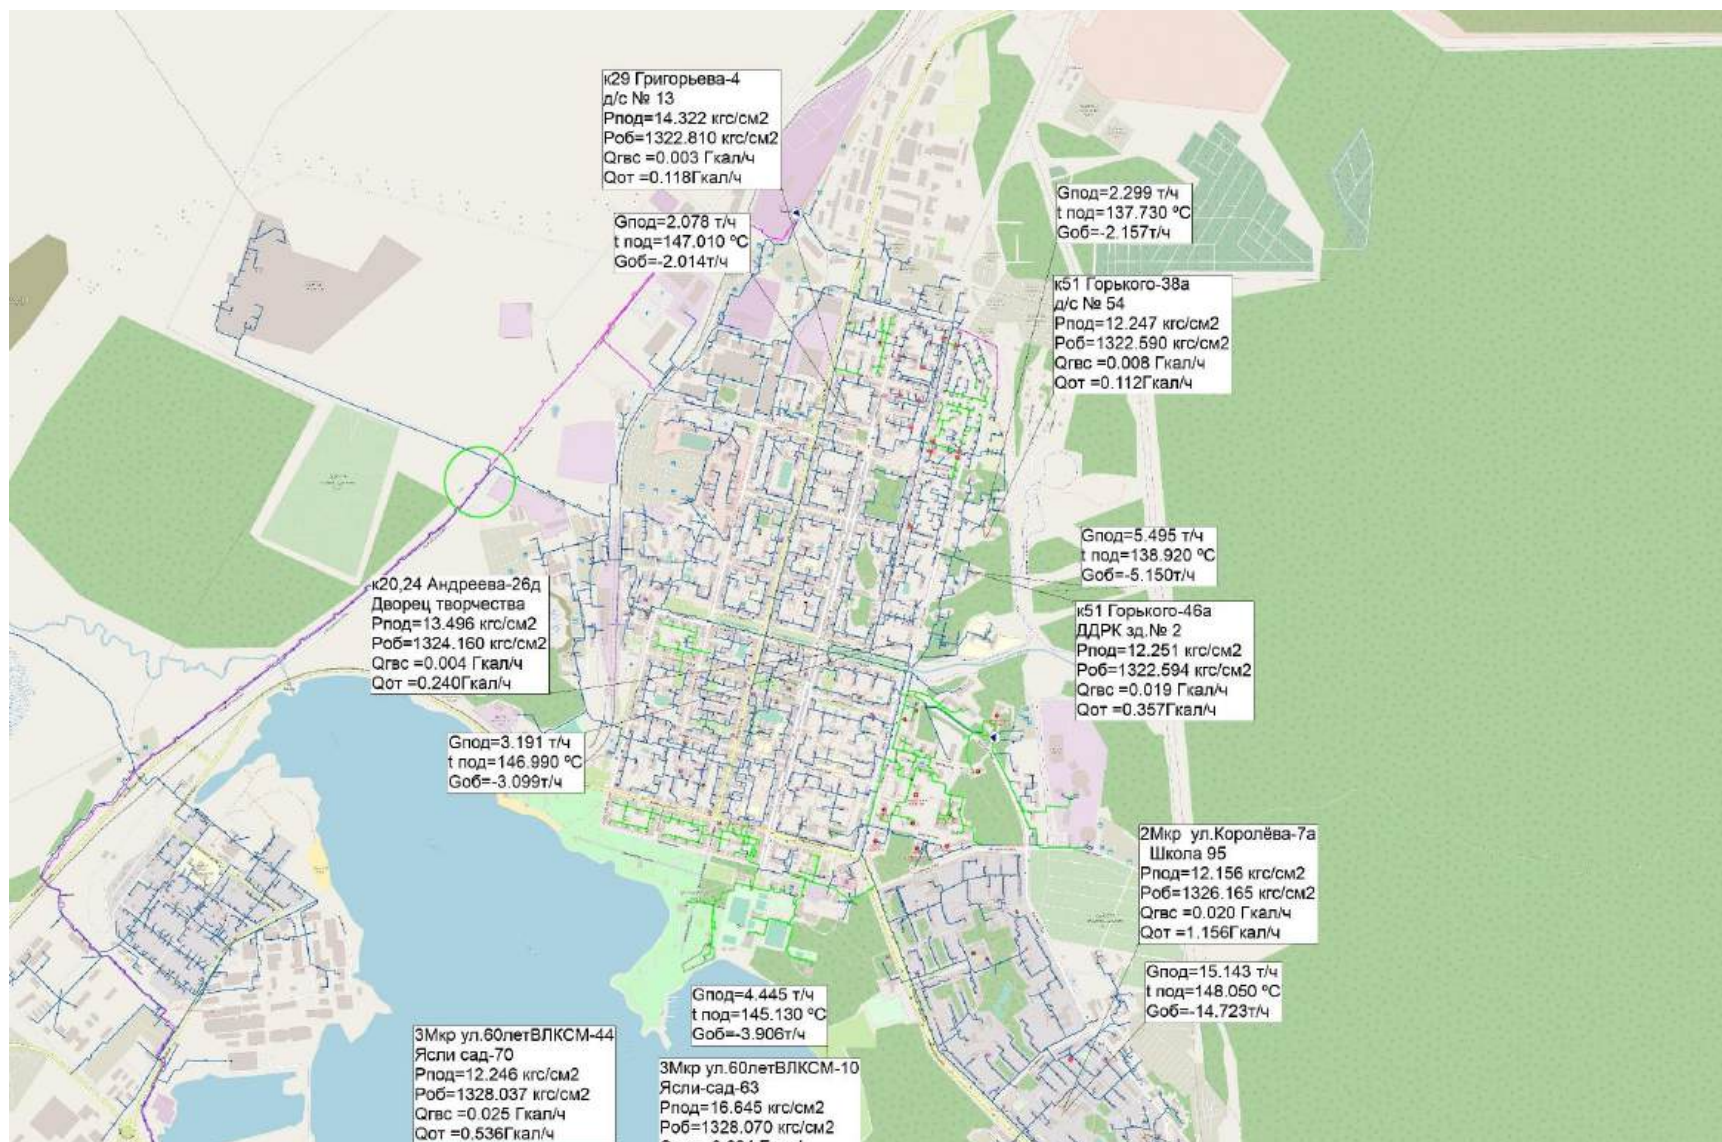 к29 Григорьева-4
д/с № 13
Рпод=14.322 кгс/см2
Роб=1322.810 кгс/см2
Qгвс =0.003 Гкал/ч
Qот =0.118Гкал/ч
Gпод=2.078 т/ч
t под=147.010 ºC
Gоб=-2.014т/ч
Gпод=2.299 т/ч
t под=137.730 ºC
Gоб=-2.157т/ч
к51 Горького-38а
д/с № 54
Рпод=12.247 кгс/см2
Роб=1322.590 кгс/см2
Qгвс =0.008 Гкал/ч
Qот =0.112Гкал/ч
Gпод=5.495 т/ч
t под=138.920 ºC
Gоб=-5.150т/ч
к20,24 Андреева-26д
Дворец творчества
Рпод=13.496 кгс/см2
Роб=1324.160 кгс/см2
Qгвс =0.004 Гкал/ч
Qот =0.240Гкал/ч
к51 Горького-46а
ДДРК зд.№ 2
Рпод=12.251 кгс/см2
Роб=1322.594 кгс/см2
Qгвс =0.019 Гкал/ч
Qот =0.357Гкал/ч
Gпод=3.191 т/ч
t под=146.990 ºC
Gоб=-3.099т/ч
2Мкр ул.Королёва-7а
Школа 95
Рпод=12.156 кгс/см2
Роб=1326.165 кгс/см2
Qгвс =0.020 Гкал/ч
Qот =1.156Гкал/ч
Gпод=15.143 т/ч
t под=148.050 ºC
Gоб=-14.723т/ч
Gпод=4.445 т/ч
t под=145.130 ºC
Gоб=-3.906т/ч
3Мкр ул.60летВЛКСМ-44
Ясли сад-70
Рпод=12.246 кгс/см2
Роб=1328.037 кгс/см2
Qгвс =0.025 Гкал/ч
Qот =0.536Гкал/ч
3Мкр ул.60летВЛКСМ-10
Ясли-сад-63
Рпод=16.645 кгс/см2
Роб=1328.070 кгс/см2